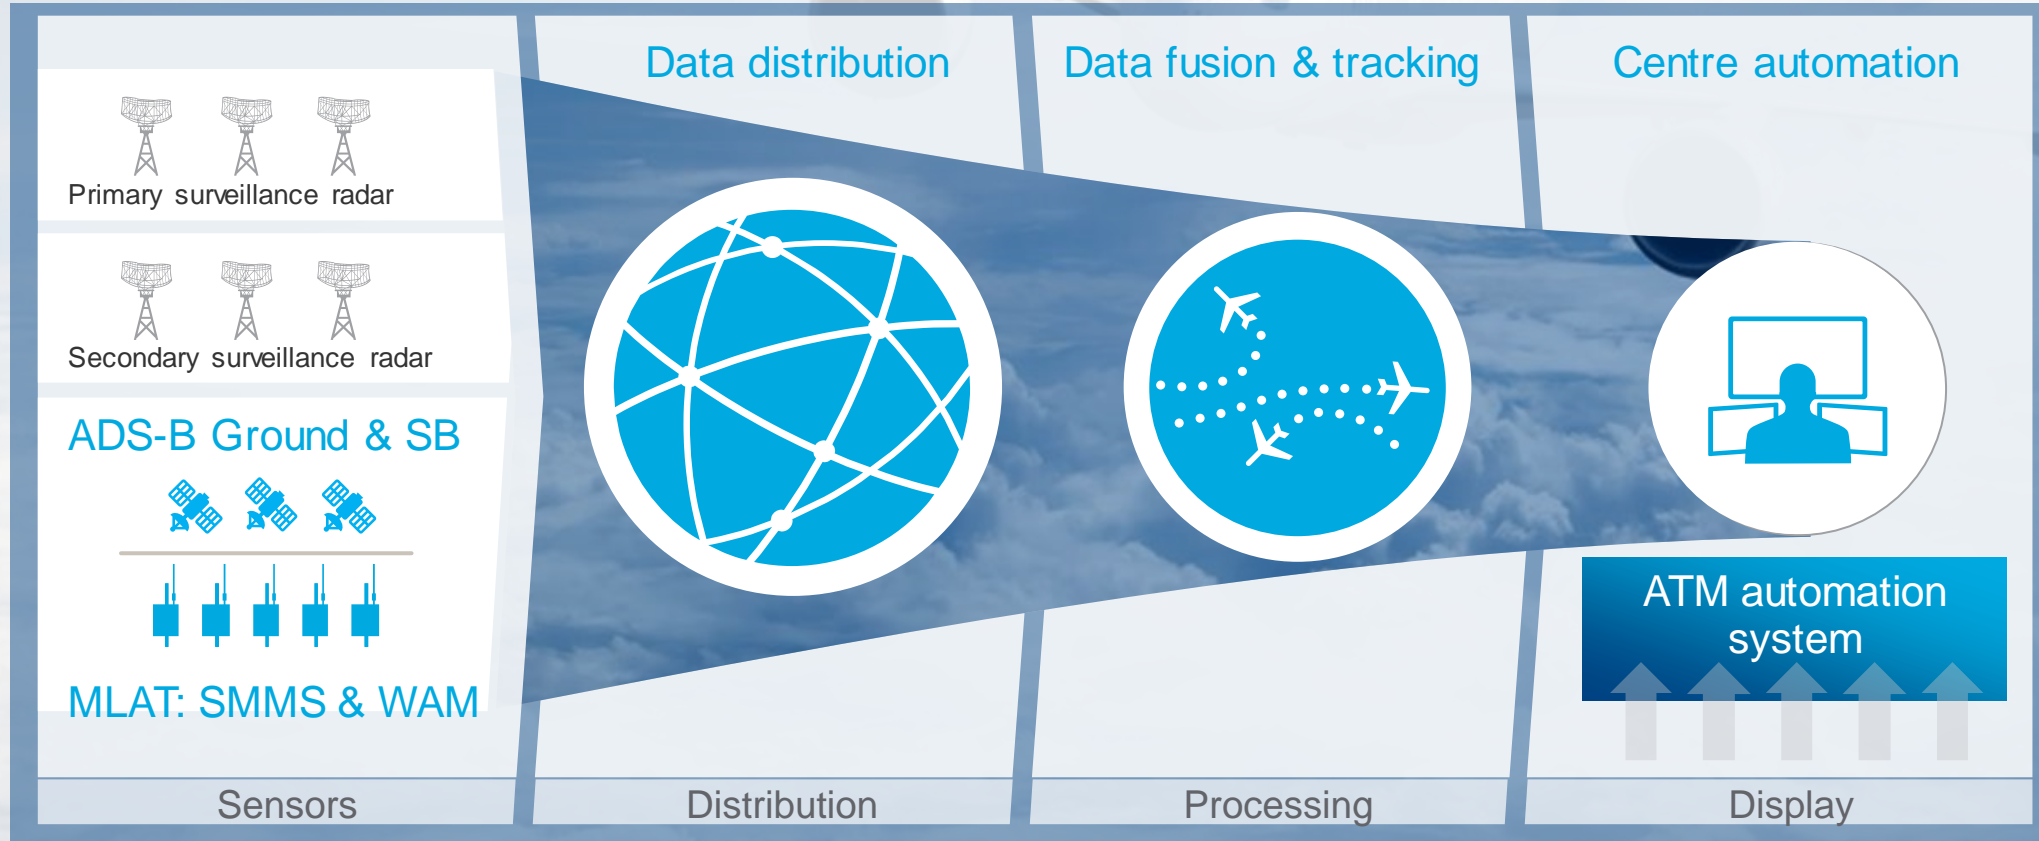 Data distribution
Data fusion & tracking
Centre automation
Primary surveillance radar
Secondary surveillance radar
ADS-B Ground & SB
MLAT: SMMS & WAM
ATM automation
system
Sensors
Distribution
Processing
Display